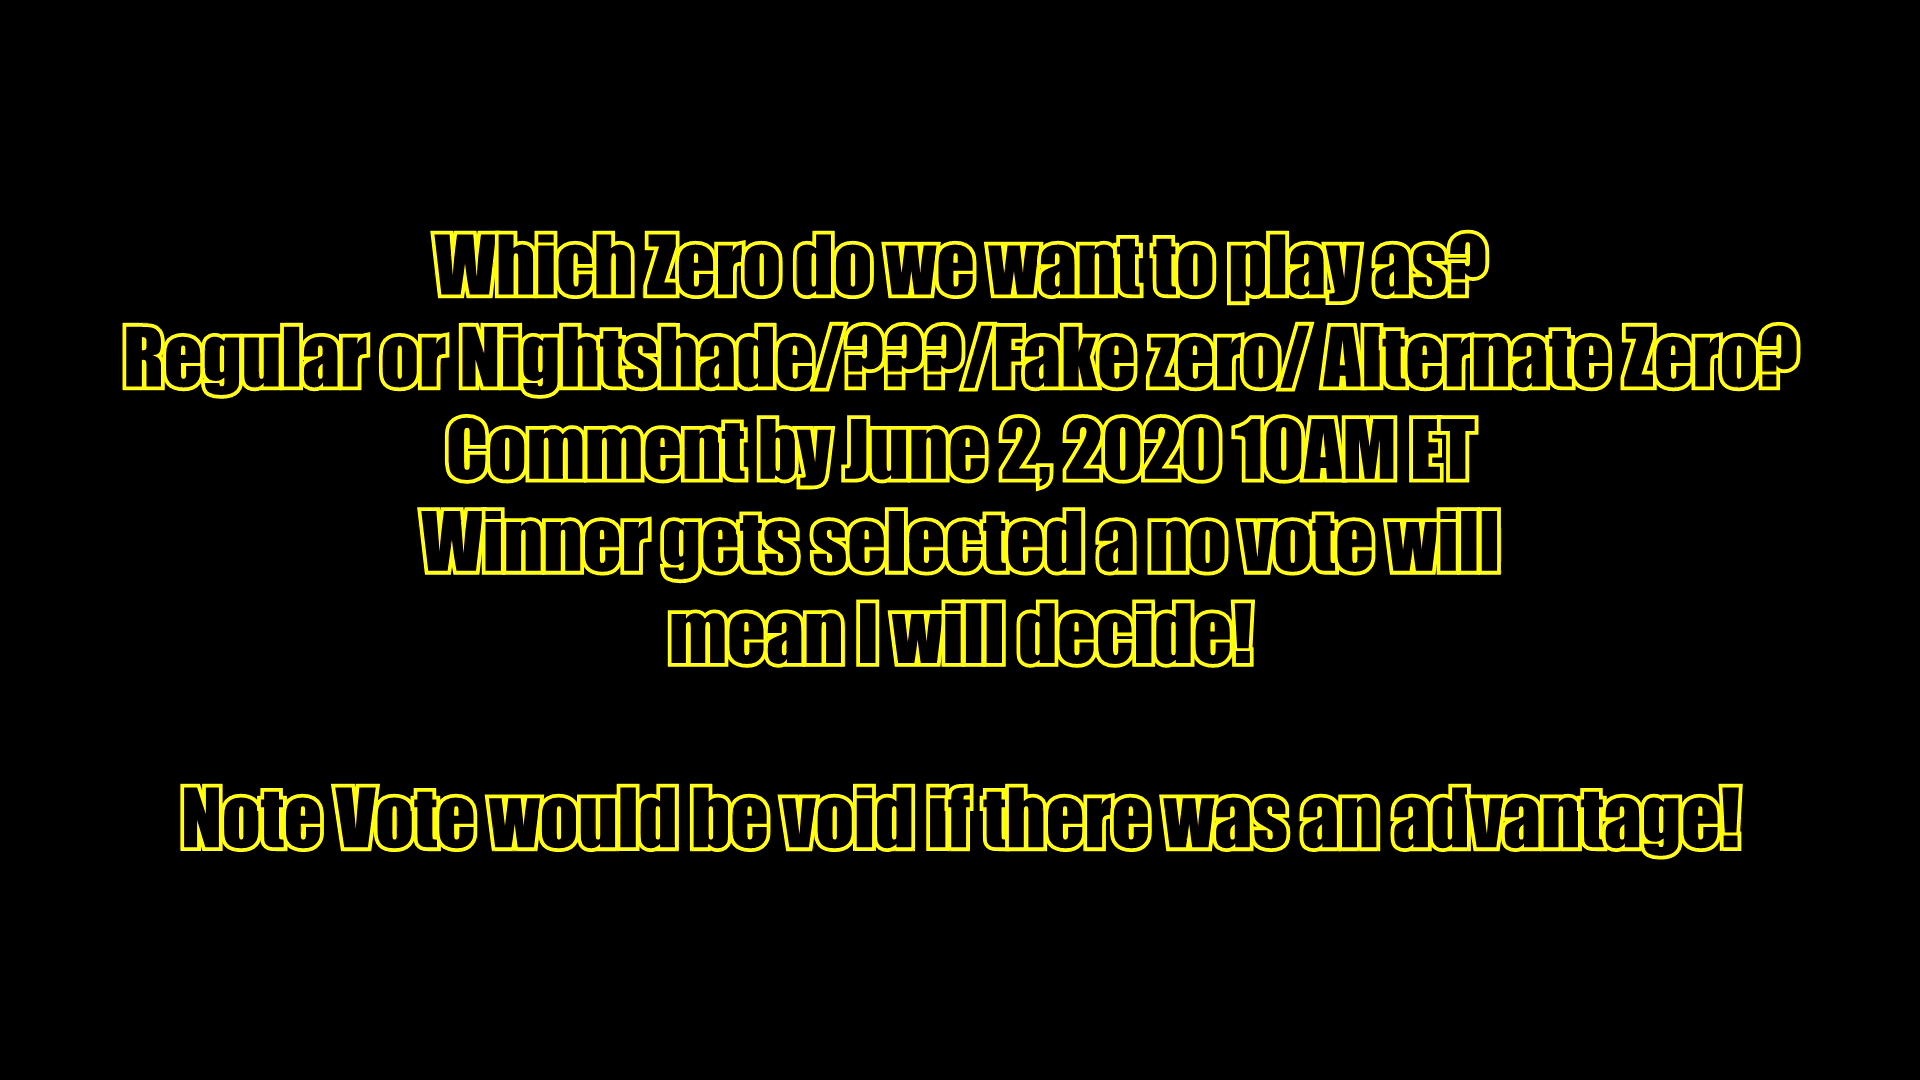 Which Zero do we want to play as?
Regular or Nightshade/???/Fake zero/ Alternate Zero?
Comment by June 2, 2020 10AM ET
Winner gets selected a no vote will
mean I will decide!
Note Vote would be void if there was an advantage!